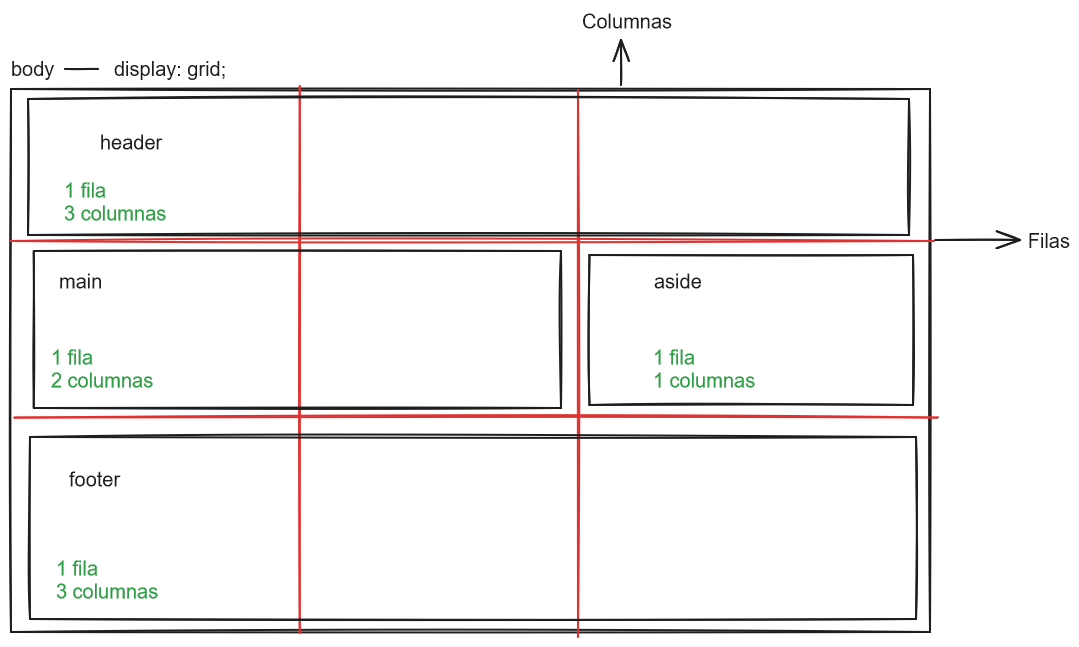 Columnas
body
display: grid;
header
1 fila
3 columnas
Filas
main
1 fila
2 columnas
aside
1 fila
1 columnas
footer
1 fila
3 columnas